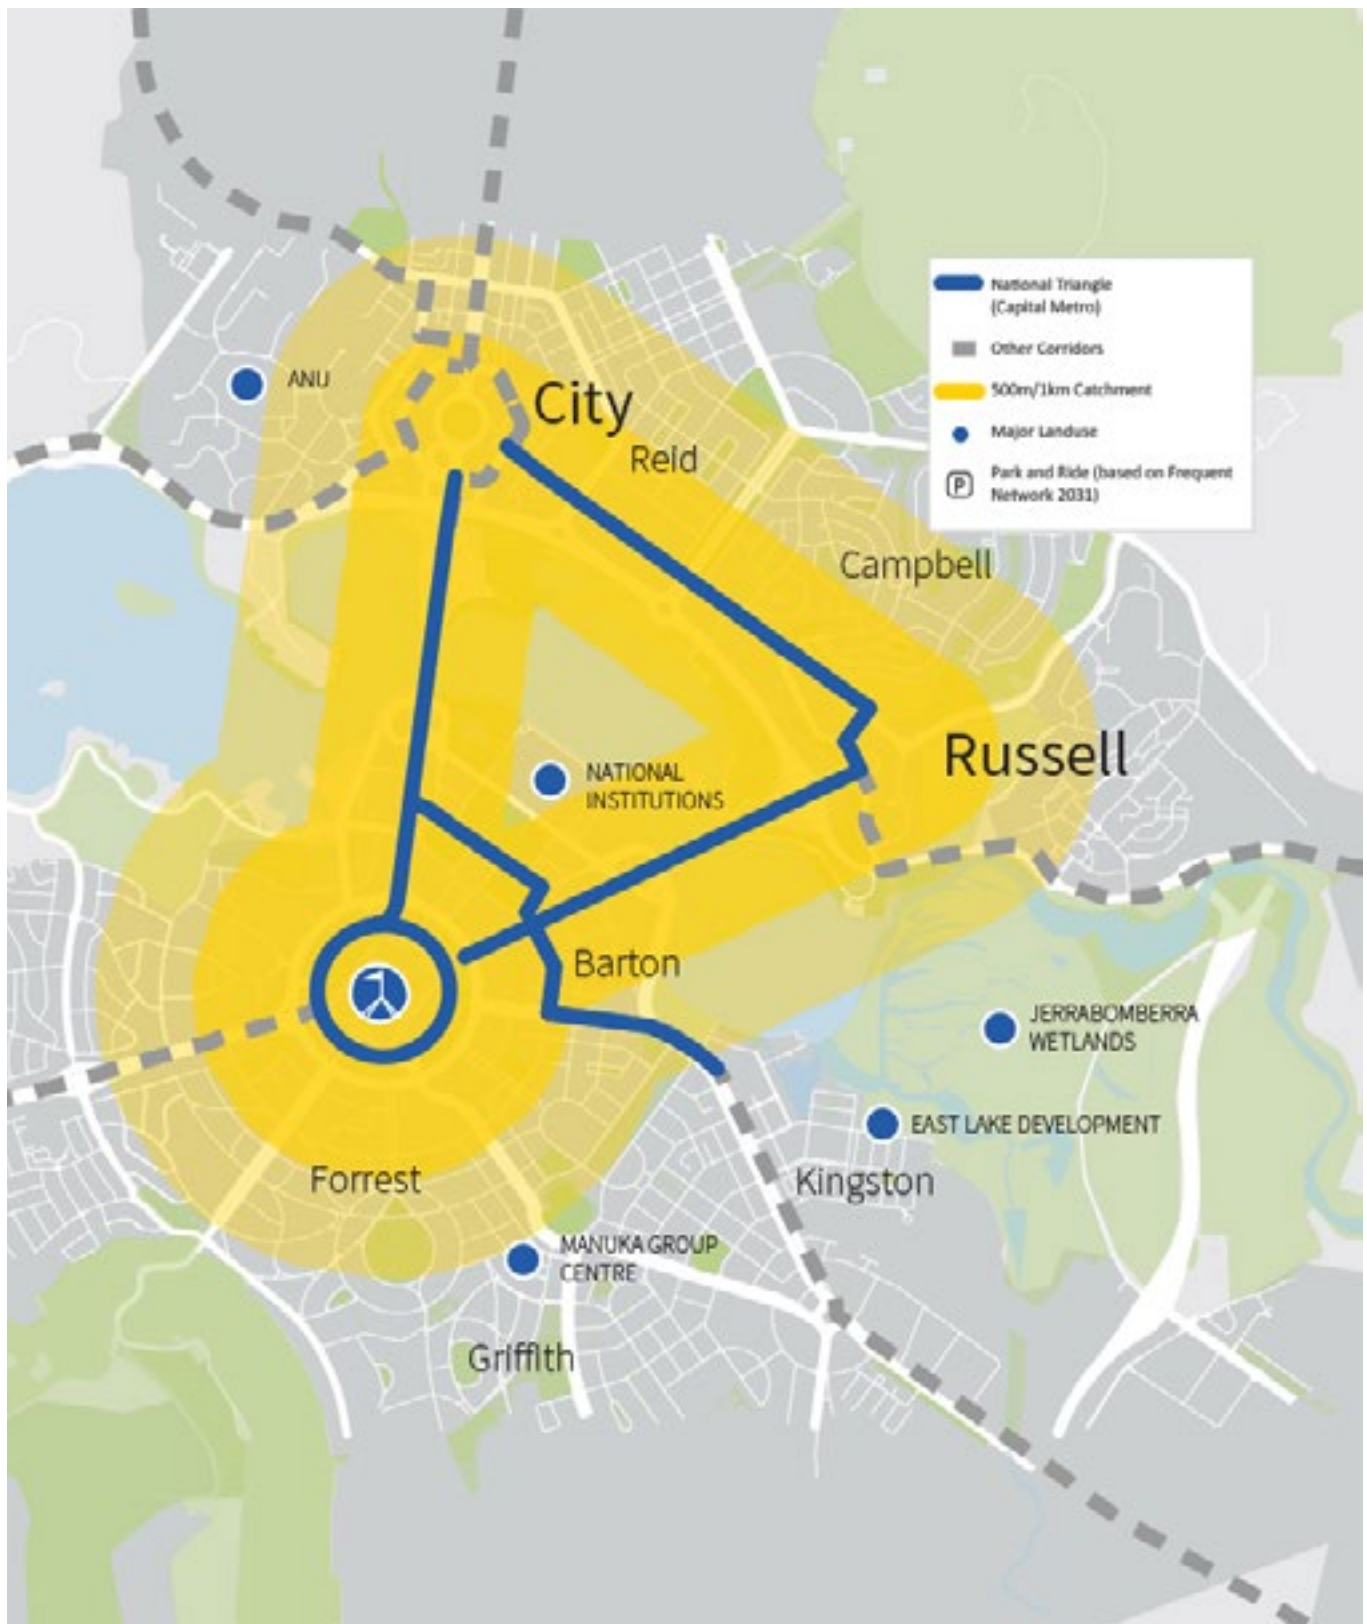 National Triangle
(Capital Metro)
Other Corridors
500m/1km Catchment
Major Landuse
P
Park and Ride (based on Frequent
Network 2031)
ANU
City
Reid
Campbell
Russell
NATIONAL
INSTITUTIONS
Barton
JERRABOMBERRA
WETLANDS
EAST LAKE DEVELOPMENT
Kingston
Forrest
MANUKA GROUP
CENTRE
Griffith